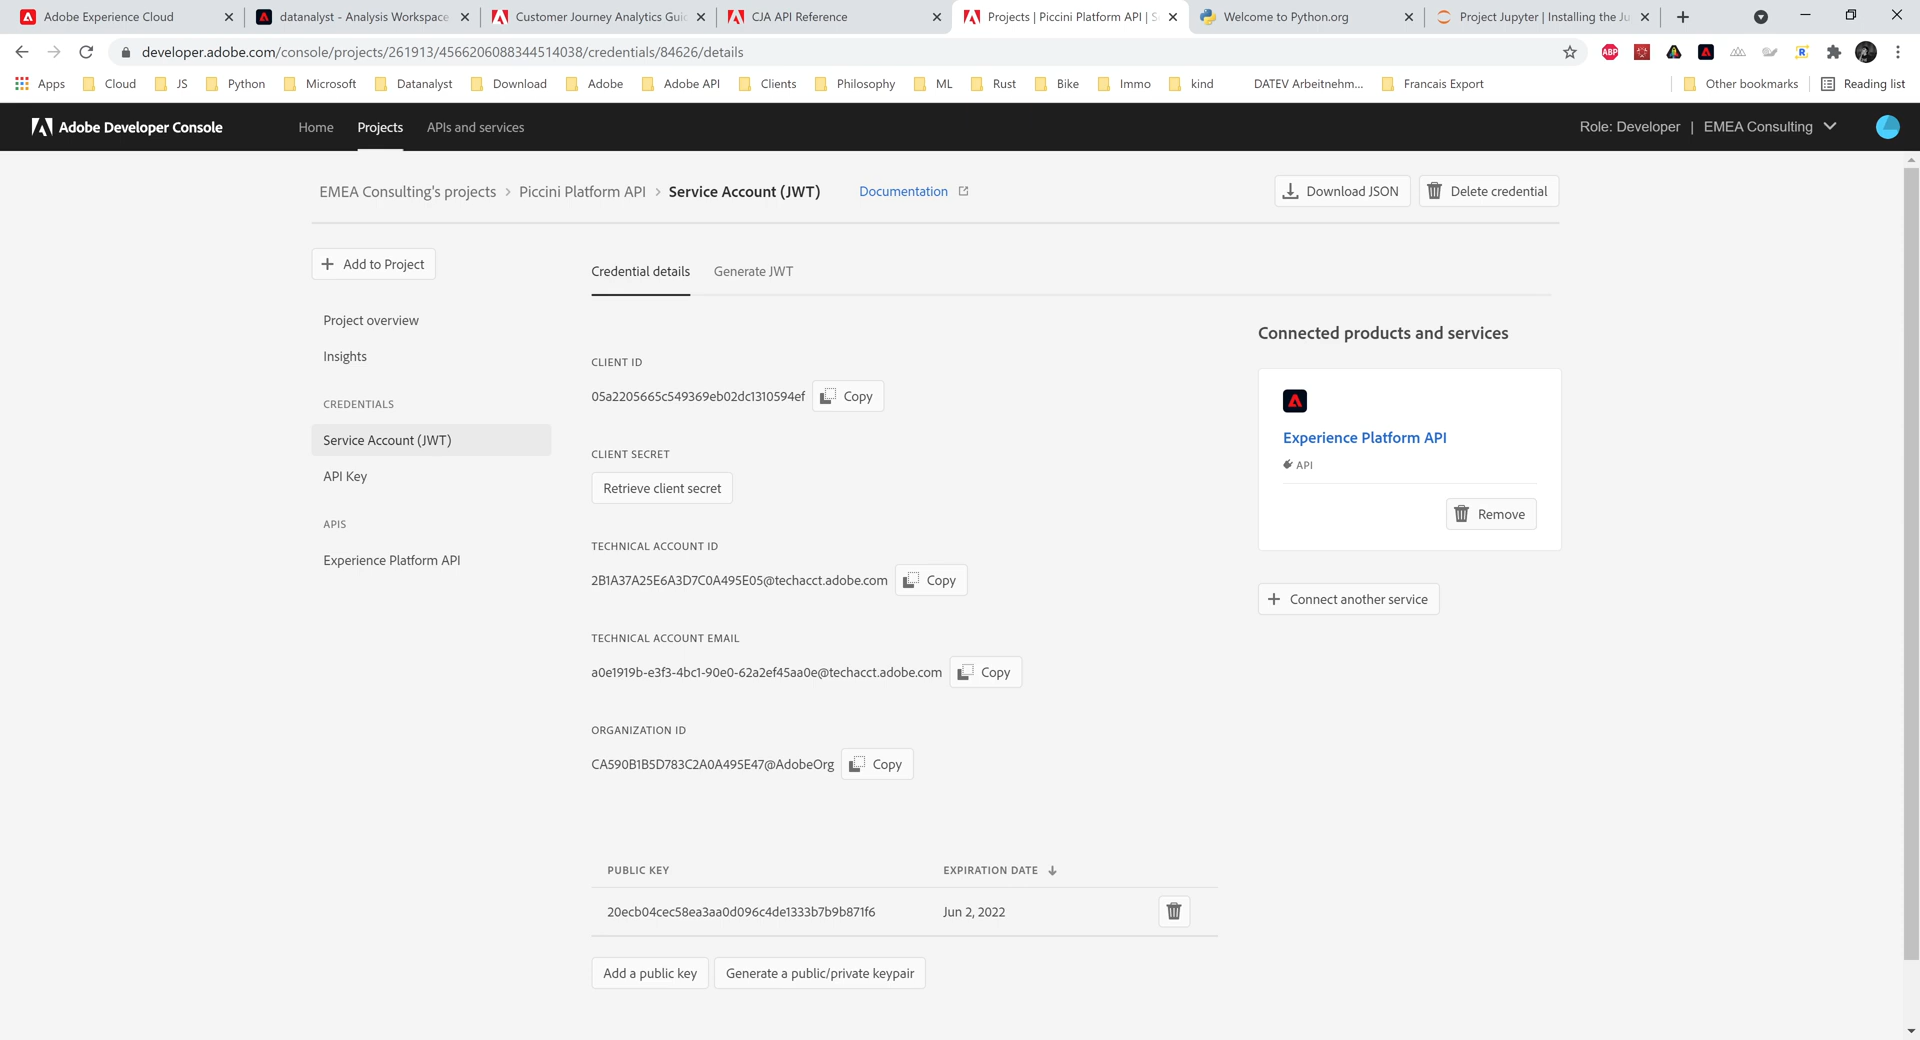 Adobe Experience Cloud
datanalyst - Analysis Workspace
Customer Journey Analytics Gui
CJA API Reference
Projects | Piccini Platform API | S
Welcome to Python.org
Project Jupyter | Installing the Ju
developer.adobe.com/console/projects/261913/4566206088344514038/credentials/84626/details
ABP
Apps
Cloud
JS
Python
Microsoft
Datanalyst
Download
Adobe
Adobe API
Clients
Philosophy
ML
Rust
Bike
Immo
kind
DATEV Arbeitnehm...
Francais Export
Other bookmarks
Reading list
Adobe Developer Console
Home
Projects
APIs and services
Role: Developer | EMEA Consulting
EMEA Consulting's projects > Piccini Platform API > Service Account (JWT)
Documentation
Download JSON
Delete credential
Add to Project
Project overview
Insights
CREDENTIALS
Service Account (JWT)
API Key
APIS
Experience Platform API
Credential details
Generate JWT
CLIENT ID
05a2205665c549369eb02dc1310594ef
Copy
CLIENT SECRET
Retrieve client secret
TECHNICAL ACCOUNT ID
2B1A37A25E6A3D7C0A495E05@techacct.adobe.com
Copy
TECHNICAL ACCOUNT EMAIL
a0e1919b-e3f3-4bc1-90e0-62a2ef45aa0e@techacct.adobe.com
Copy
ORGANIZATION ID
CA590B1B5D783C2A0A495E47@AdobeOrg
Copy
PUBLIC KEY
EXPIRATION DATE
20ecb04cec58ea3aa0d096c4de1333b7b9b871f6
Jun 2, 2022
Add a public key
Generate a public/private keypair
Connected products and services
Experience Platform API
API
Remove
Connect another service